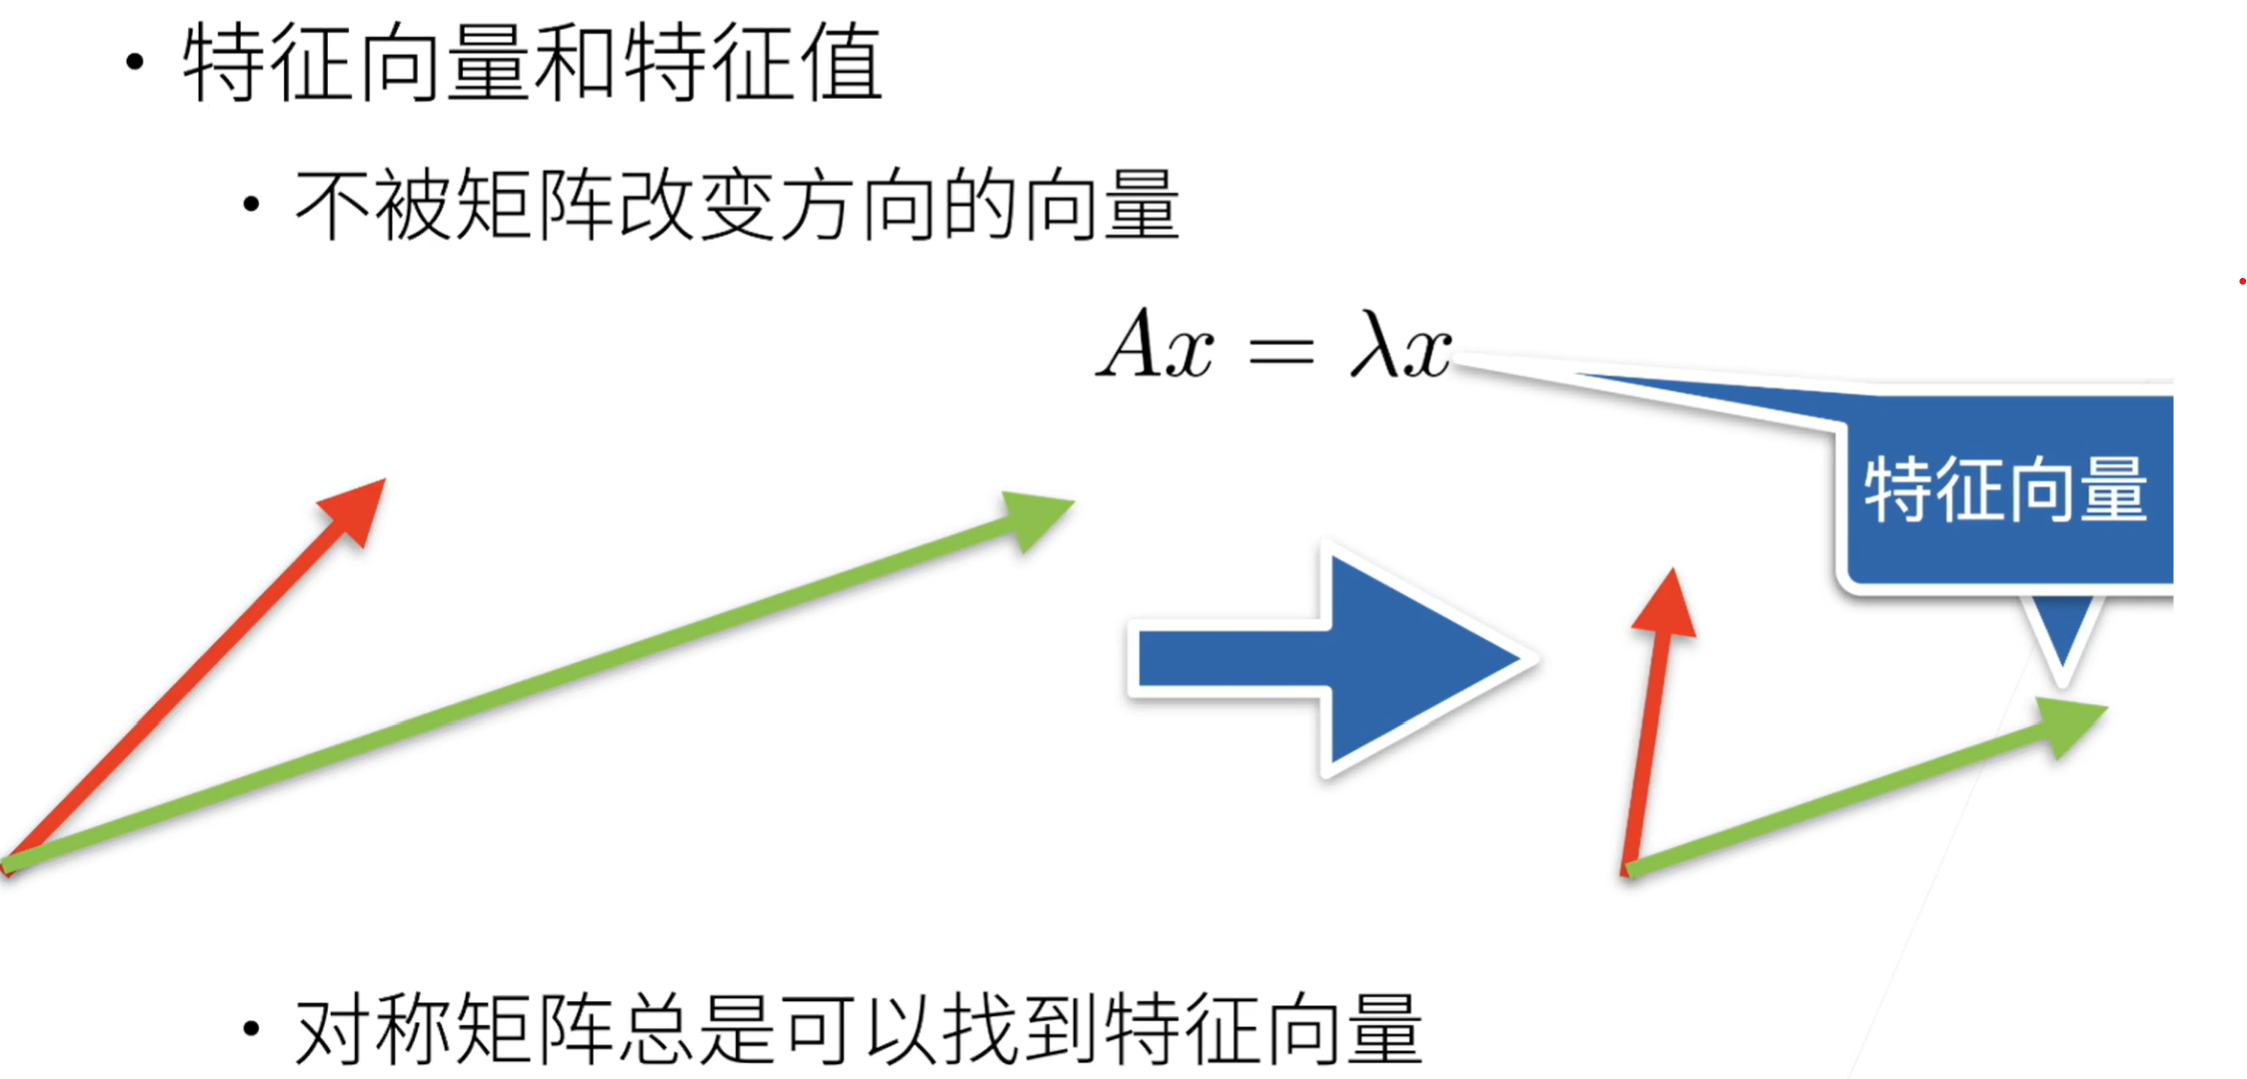 • 特征向量和特征值
• 不被矩阵改变方向的向量
Ax = λx
特征向量
• 对称矩阵总是可以找到特征向量